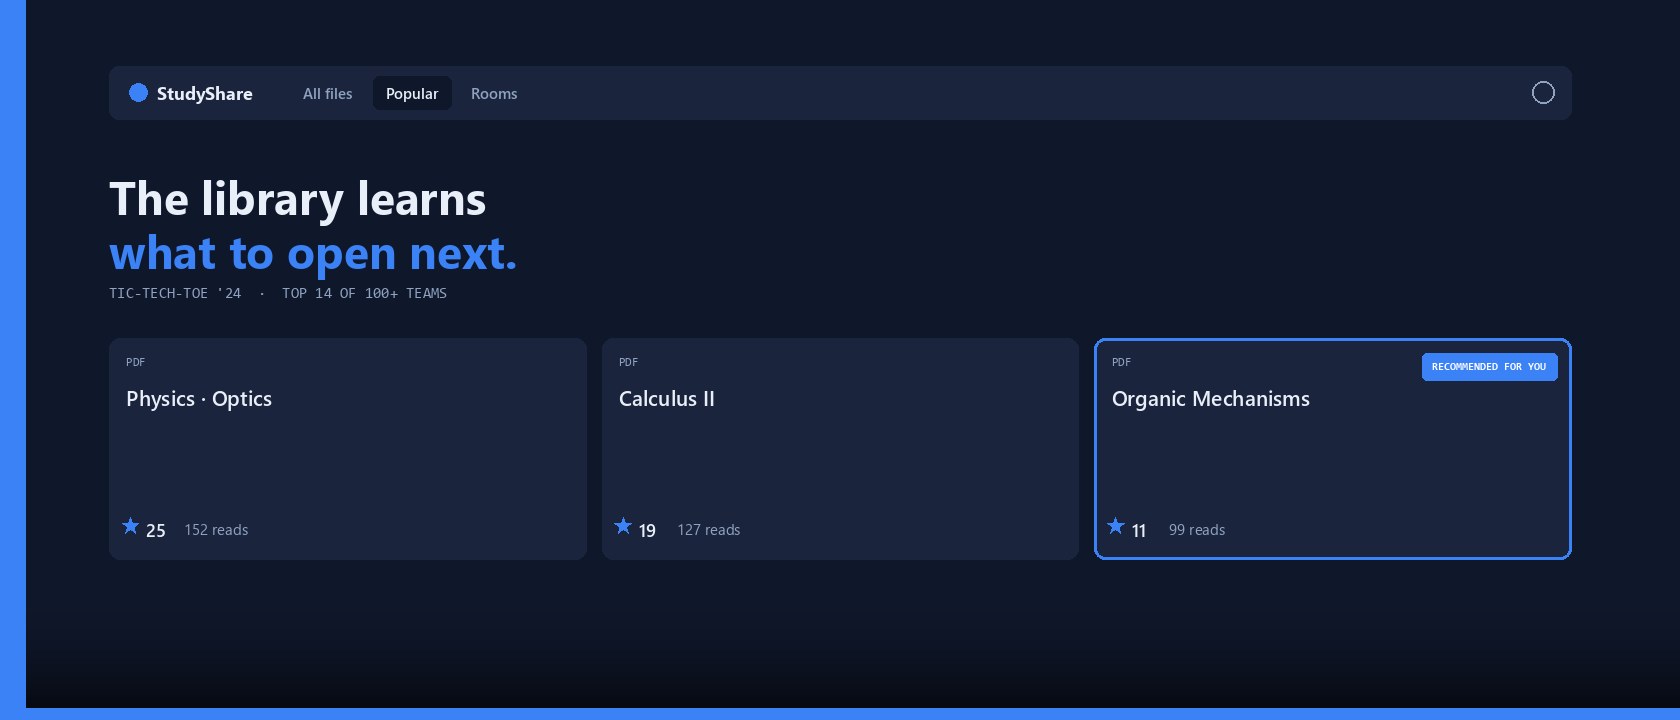 StudyShare All files Popular Rooms
The library learns
what to open next.
TIC-TECH-TOE '24 · TOP 14 OF 100+ TEAMS
PDF
Physics · Optics
25 152 reads
PDF
Calculus II
19 127 reads
PDF RECOMMENDED FOR YOU
Organic Mechanisms
11 99 reads